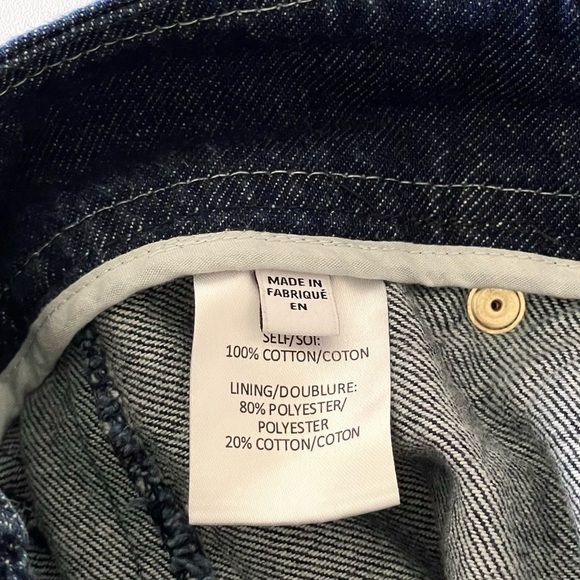 MADE IN
FABRIQUÉ
EN
SELF/SOI:
100% COTTON/COTON
LINING/DOUBLURE:
80% POLYESTER/
POLYESTER
20% COTTON/COTON